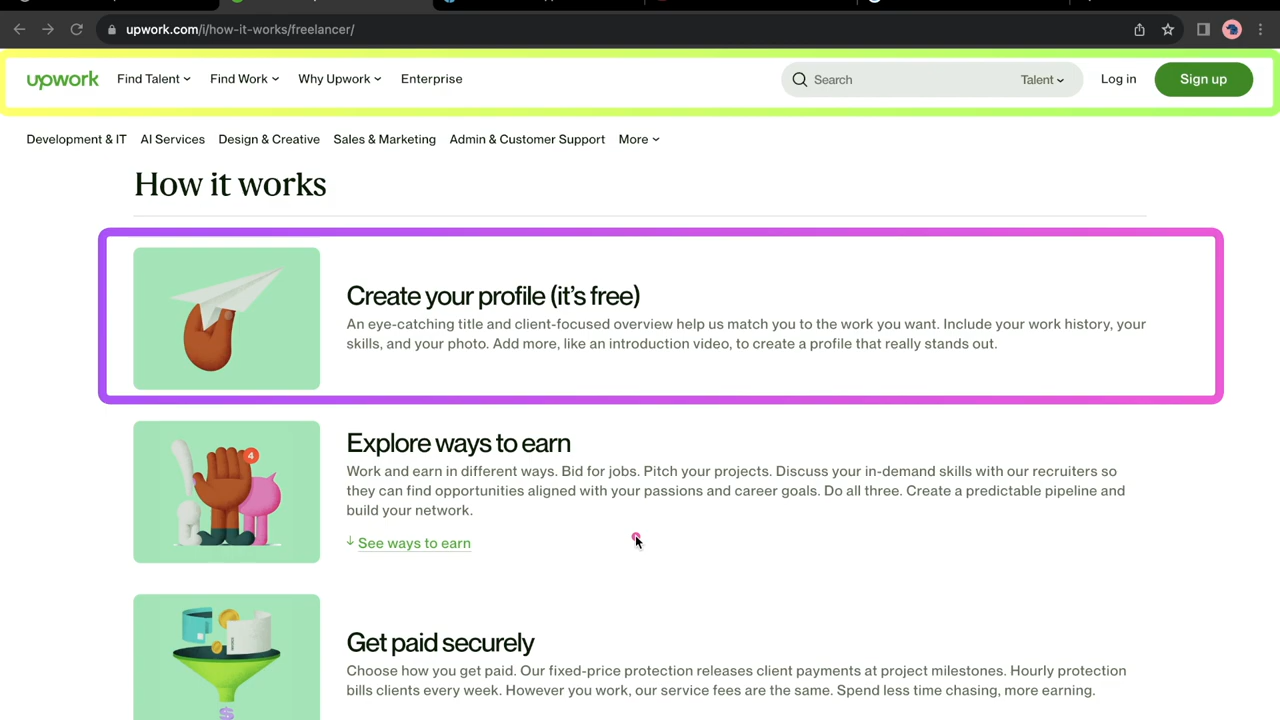 upwork.com/i/how-it-works/freelancer/
upwork Find Talent Find Work Why Upwork Enterprise Search Talent Log in Sign up
Development & IT AI Services Design & Creative Sales & Marketing Admin & Customer Support More
How it works
Create your profile (it's free)
An eye-catching title and client-focused overview help us match you to the work you want. Include your work history, your
skills, and your photo. Add more, like an introduction video, to create a profile that really stands out.
4
Explore ways to earn
Work and earn in different ways. Bid for jobs. Pitch your projects. Discuss your in-demand skills with our recruiters so
they can find opportunities aligned with your passions and career goals. Do all three. Create a predictable pipeline and
build your network.
See ways to earn
Get paid securely
Choose how you get paid. Our fixed-price protection releases client payments at project milestones. Hourly protection
bills clients every week. However you work, our service fees are the same. Spend less time chasing, more earning.
$